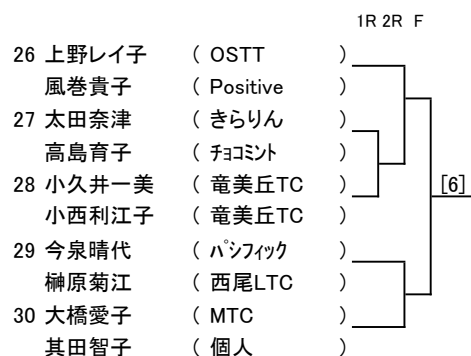 1R 2R F
26 上野レイ子 ( OSTT )
風巻貴子 ( Positive )
27 太田奈津 ( きらりん )
高島育子 ( ﾁｮｺﾐﾝﾄ )
28 小久井一美 ( 竜美丘TC )
[6]
小西利江子 ( 竜美丘TC )
29 今泉晴代 ( ﾊﾟｼﾌｨｯｸ )
榊原菊江 ( 西尾LTC )
30 大橋愛子 ( MTC )
其田智子 ( 個人 )